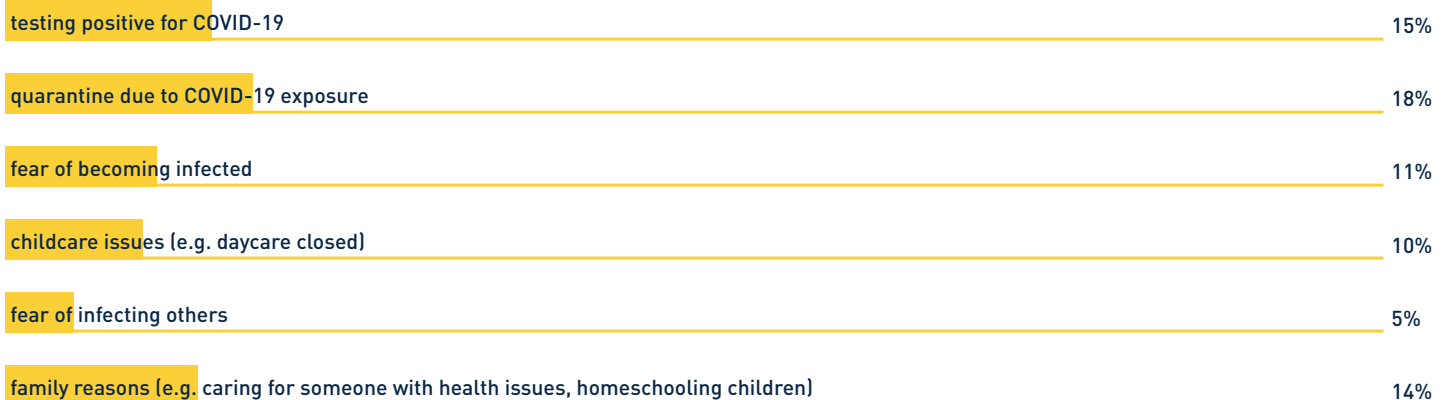 testing positive for COVID-19 15%
quarantine due to COVID-19 exposure 18%
fear of becoming infected 11%
childcare issues (e.g. daycare closed) 10%
fear of infecting others 5%
family reasons (e.g. caring for someone with health issues, homeschooling children) 14%